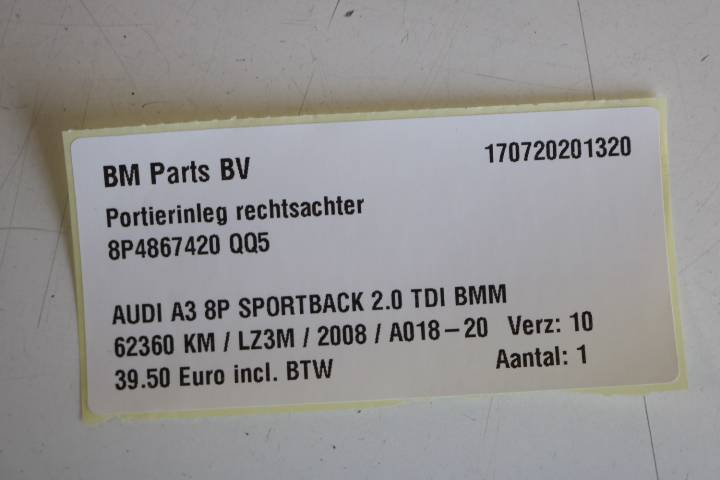 BM Parts BV 170720201320
Portierinleg rechtsachter
8P4867420 QQ5
AUDI A3 8P SPORTBACK 2.0 TDI BMM
62360 KM / LZ3M / 2008 / A018-20 Verz: 10
39.50 Euro incl. BTW Aantal: 1